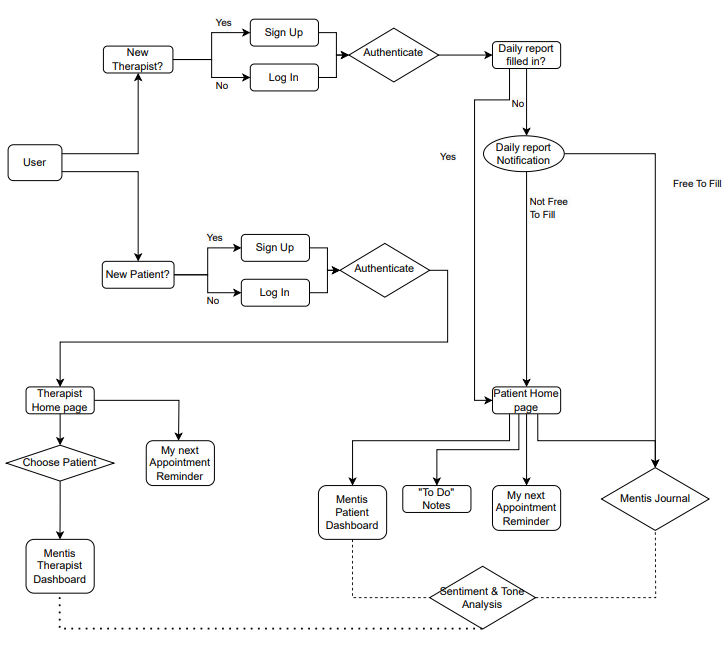 Yes
Sign Up
New
Therapist?
No
Log In
Authenticate
Daily report
filled in?
No
Yes
Daily report
Notification
Free To Fill
Not Free
To Fill
User
New Patient?
Yes
Sign Up
No
Log In
Authenticate
Therapist
Home page
My next
Appointment
Reminder
Choose Patient
Mentis
Therapist
Dashboard
Patient Home
page
Mentis
Patient
Dashboard
"To Do"
Notes
My next
Appointment
Reminder
Mentis Journal
Sentiment & Tone
Analysis